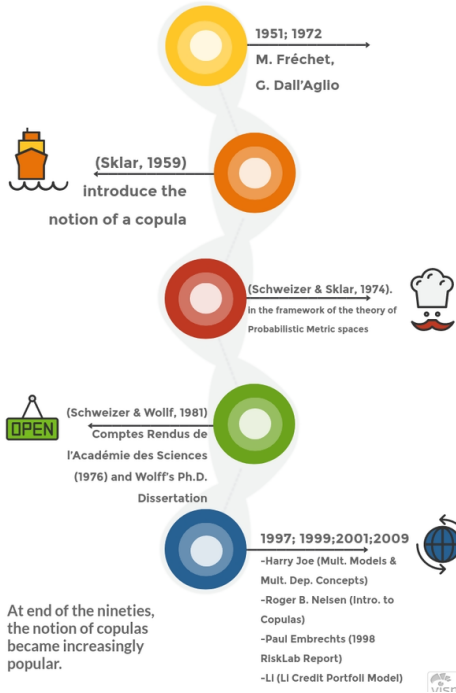 1951; 1972
M. Fréchet,
G. Dall'Aglio
(Sklar, 1959)
introduce the
notion of a copula
(Schweizer & Sklar, 1974).
in the framework of the theory of
Probabilistic Metric spaces
OPEN
(Schweizer & Wollf, 1981)
Comptes Rendus de
l'Académie des Sciences
(1976) and Wolff's Ph.D.
Dissertation
1997; 1999;2001;2009
-Harry Joe (Mult. Models &
Mult. Dep. Concepts)
-Roger B. Nelsen (Intro. to
Copulas)
-Paul Embrechts (1998
RiskLab Report)
-Li (Li Credit Portfoli Model)
At end of the nineties,
the notion of copulas
became increasingly
popular.